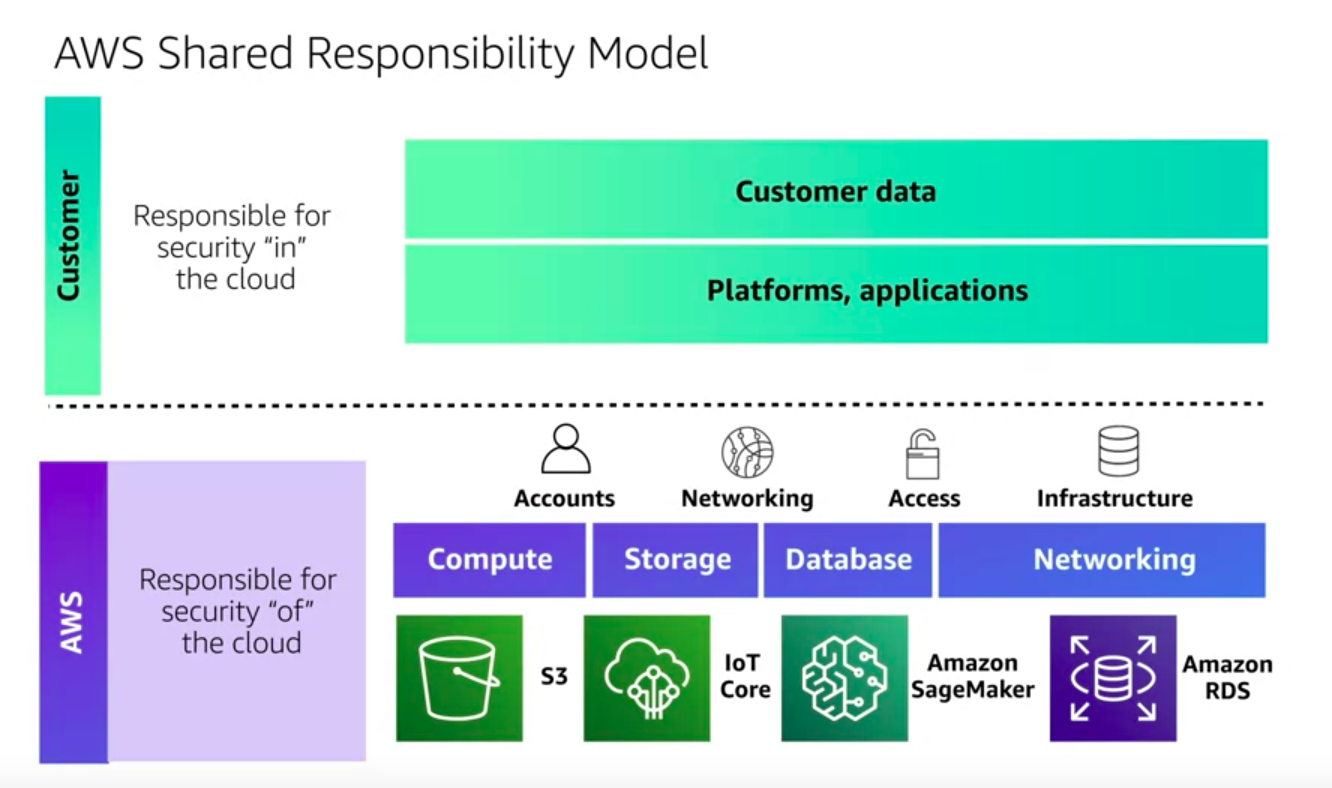 AWS Shared Responsibility Model
Customer
Responsible for
security “in”
the cloud
Customer data
Platforms, applications
Accounts
Networking
Access
Infrastructure
AWS
Responsible for
security “of”
the cloud
Compute
Storage
Database
Networking
S3
IoT
Core
Amazon
SageMaker
Amazon
RDS